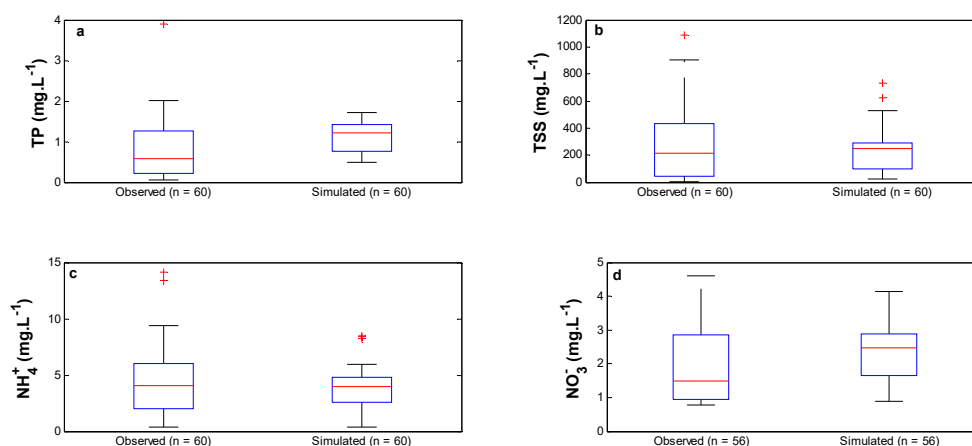 a
TP (mg.L⁻¹)
4
3
2
1
0
Observed (n = 60)
Simulated (n = 60)
b
TSS (mg.L⁻¹)
1200
1000
800
600
400
200
0
Observed (n = 60)
Simulated (n = 60)
c
NH₄⁺ (mg.L⁻¹)
15
10
5
0
Observed (n = 60)
Simulated (n = 60)
d
NO₃⁻ (mg.L⁻¹)
5
4
3
2
1
0
Observed (n = 56)
Simulated (n = 56)